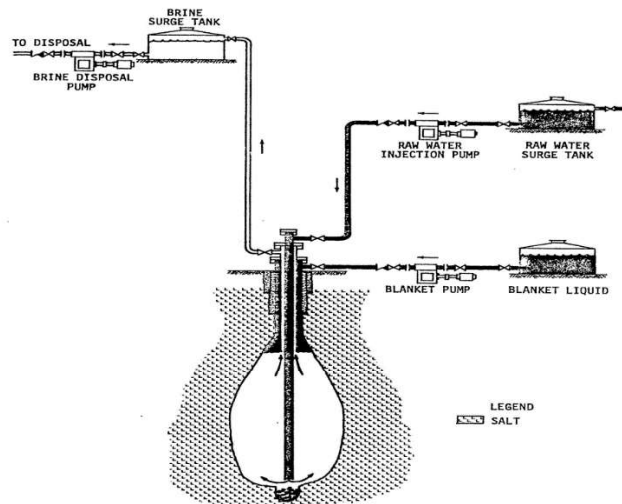 BRINE
SURGE TANK
TO DISPOSAL
BRINE DISPOSAL
PUMP
RAW WATER
INJECTION PUMP
RAW WATER
SURGE TANK
BLANKET PUMP
BLANKET LIQUID
LEGEND
SALT